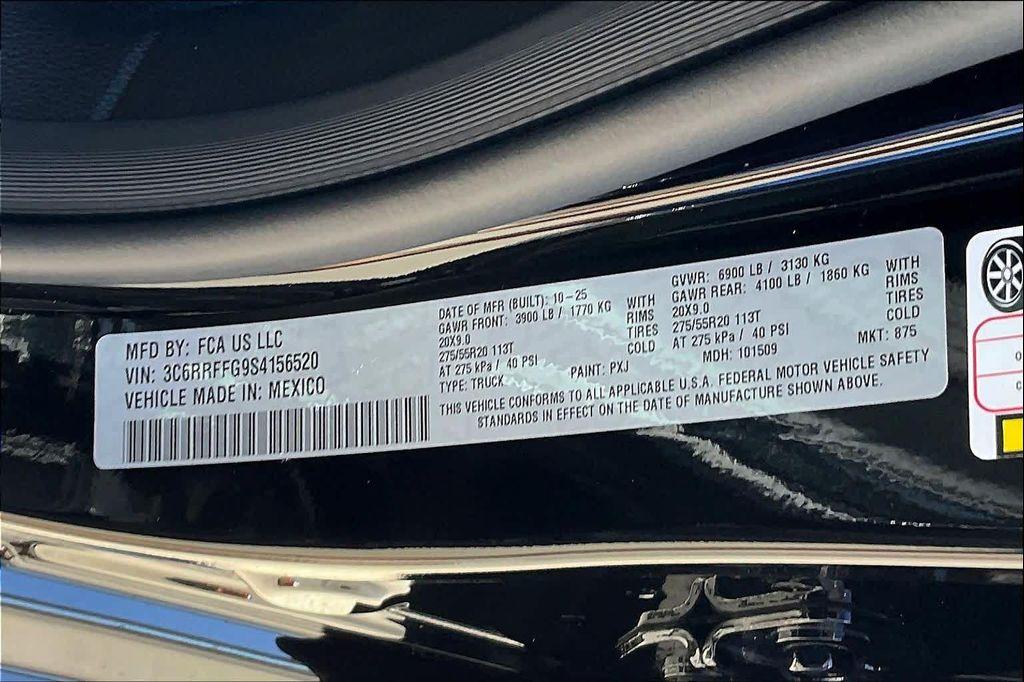 MFD BY: FCA US LLC
VIN: 3C6RRFFG9S4156520
VEHICLE MADE IN: MEXICO
DATE OF MFR (BUILT): 10-25
GAWR FRONT: 3900 LB / 1770 KG WITH
20X9.0 RIMS
275/55R20 113T TIRES
AT 275 kPa / 40 PSI COLD
TYPE: TRUCK PAINT: PXJ
GVWR: 6900 LB / 3130 KG
GAWR REAR: 4100 LB / 1860 KG WITH
20X9.0 RIMS
275/55R20 113T TIRES
AT 275 kPa / 40 PSI COLD
MDH: 101509 MKT: 875
THIS VEHICLE CONFORMS TO ALL APPLICABLE U.S.A. FEDERAL MOTOR VEHICLE SAFETY
STANDARDS IN EFFECT ON THE DATE OF MANUFACTURE SHOWN ABOVE.